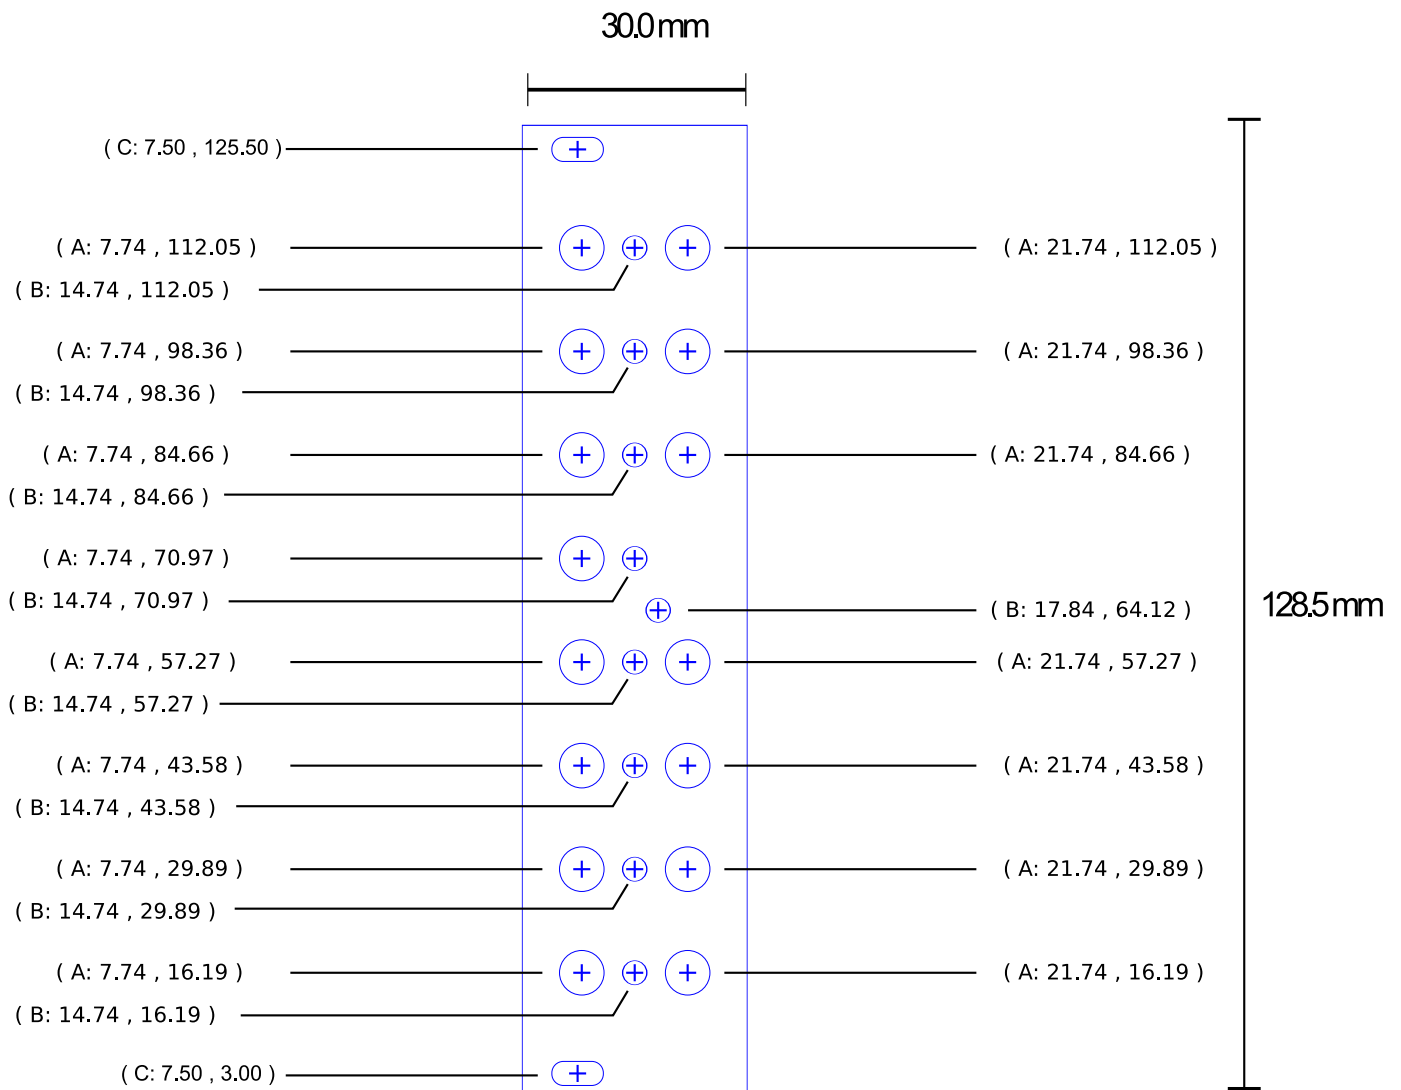 30.0 mm
( C: 7.50 , 125.50 )
( A: 7.74 , 112.05 )
( A: 21.74 , 112.05 )
( B: 14.74 , 112.05 )
( A: 7.74 , 98.36 )
( A: 21.74 , 98.36 )
( B: 14.74 , 98.36 )
( A: 7.74 , 84.66 )
( A: 21.74 , 84.66 )
( B: 14.74 , 84.66 )
( A: 7.74 , 70.97 )
( B: 14.74 , 70.97 )
( B: 17.84 , 64.12 )
128.5 mm
( A: 7.74 , 57.27 )
( A: 21.74 , 57.27 )
( B: 14.74 , 57.27 )
( A: 7.74 , 43.58 )
( A: 21.74 , 43.58 )
( B: 14.74 , 43.58 )
( A: 7.74 , 29.89 )
( A: 21.74 , 29.89 )
( B: 14.74 , 29.89 )
( A: 7.74 , 16.19 )
( A: 21.74 , 16.19 )
( B: 14.74 , 16.19 )
( C: 7.50 , 3.00 )